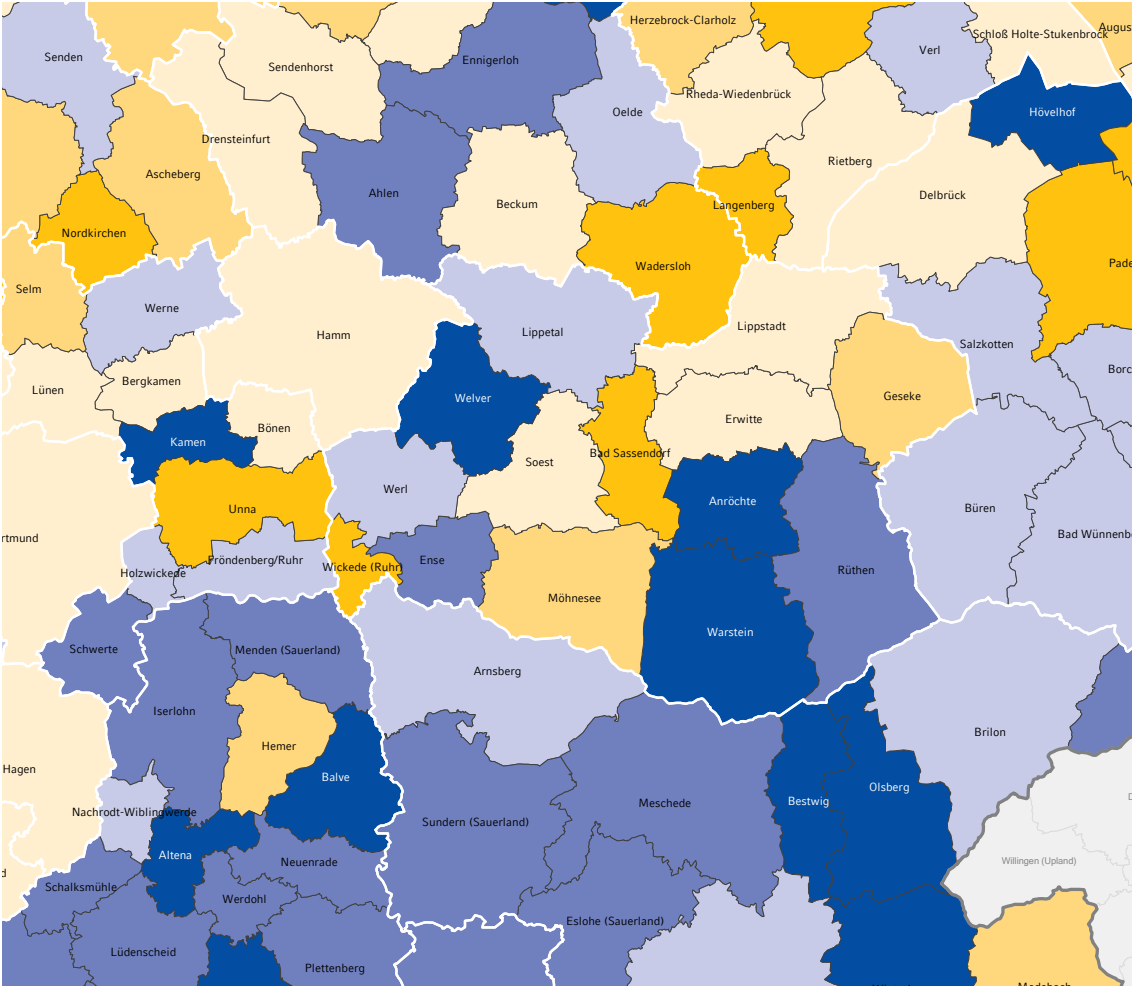 Herzebrock-Clarholz
Augus
Schloß Holte-Stukenbrock
Verl
Senden
Ennigerloh
Sendenhorst
Rheda-Wiedenbrück
Oelde
Hövelhof
Drensteinfurt
Rietberg
Ascheberg
Ahlen
Delbrück
Beckum
Langenberg
Nordkirchen
Wadersloh
Pade
Selm
Werne
Lippstadt
Lippetal
Hamm
Salzkotten
Borc
Bergkamen
Lünen
Geseke
Welver
Erwitte
Bönen
Kamen
Bad Sassendorf
Soest
Werl
Anröchte
Unna
Büren
Bad Wünnenb
rtmund
Fröndenberg/Ruhr
Ense
Wickede (Ruhr)
Rüthen
Holzwickede
Möhnesee
Warstein
Schwerte
Menden (Sauerland)
Arnsberg
Iserlohn
Brilon
Hemer
Hagen
Balve
Olsberg
Bestwig
Meschede
Nachrodt-Wiblingwerde
Sundern (Sauerland)
Altena
Neuenrade
Willingen (Upland)
d
Schalksmühle
Werdohl
Eslohe (Sauerland)
Lüdenscheid
Plettenberg